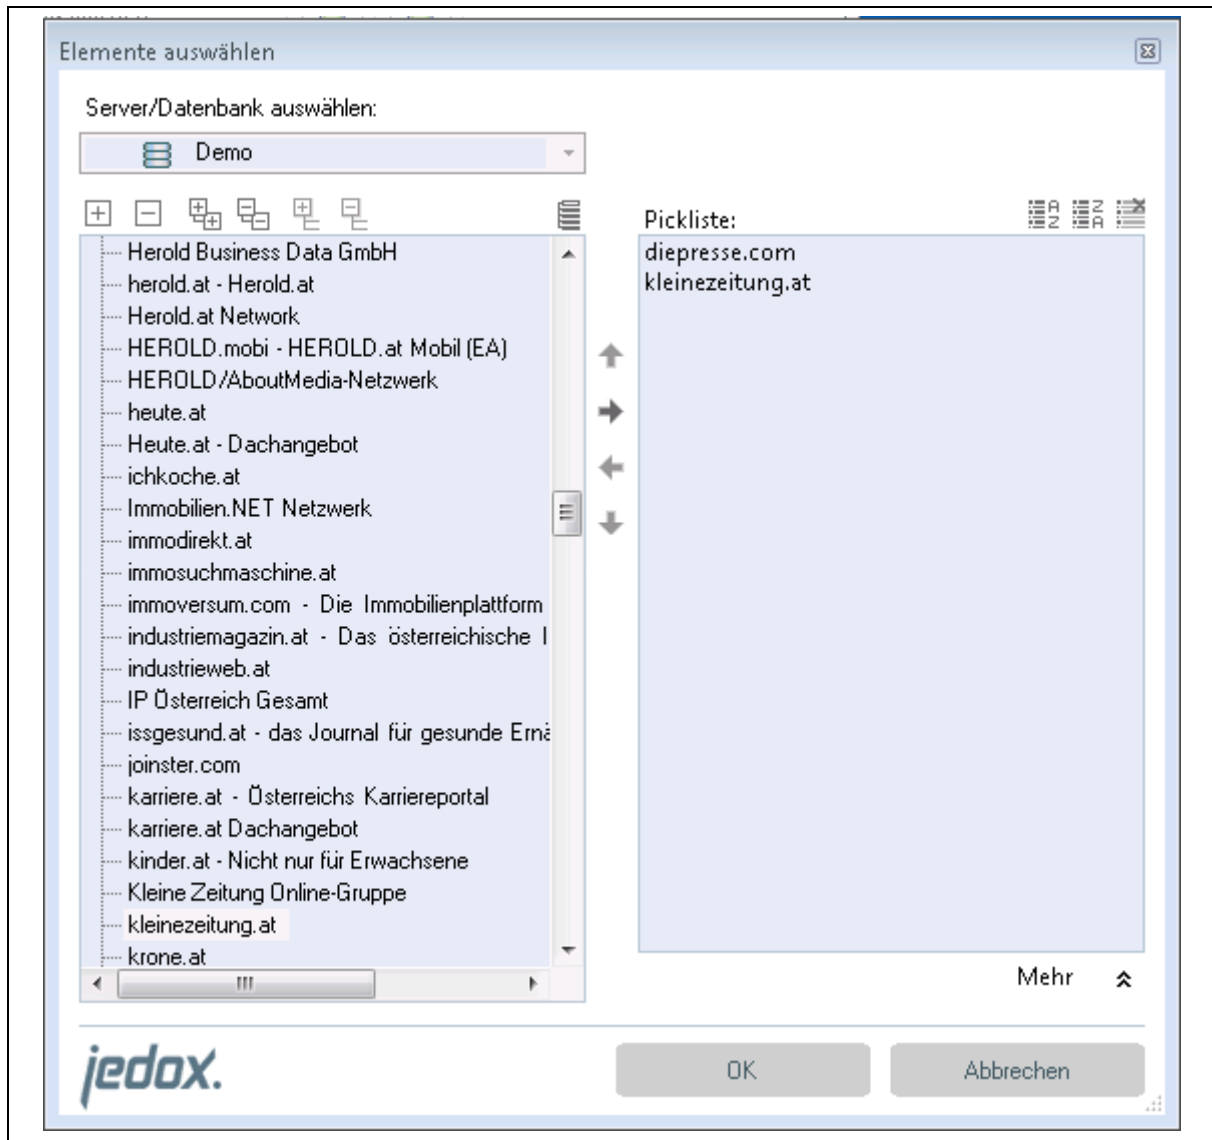 Elemente auswählen
Server/Datenbank auswählen:
Demo
Pickliste:
Herold Business Data GmbH
herold.at - Herold.at
Herold.at Network
HEROLD.mobi - HEROLD.at Mobil (EA)
HEROLD/AboutMedia-Netzwerk
heute.at
Heute.at - Dachangebot
ichkoche.at
Immobilien.NET Netzwerk
immodirekt.at
immosuchmaschine.at
immoversum.com - Die Immobilienplattform
industriemagazin.at - Das österreichische I
industrieweb.at
IP Österreich Gesamt
issgesund.at - das Journal für gesunde Ernä
joinster.com
karriere.at - Österreichs Karriereportal
karriere.at Dachangebot
kinder.at - Nicht nur für Erwachsene
Kleine Zeitung Online-Gruppe
kleinezeitung.at
krone.at
diepresse.com
kleinezeitung.at
Mehr
jedox.
OK
Abbrechen